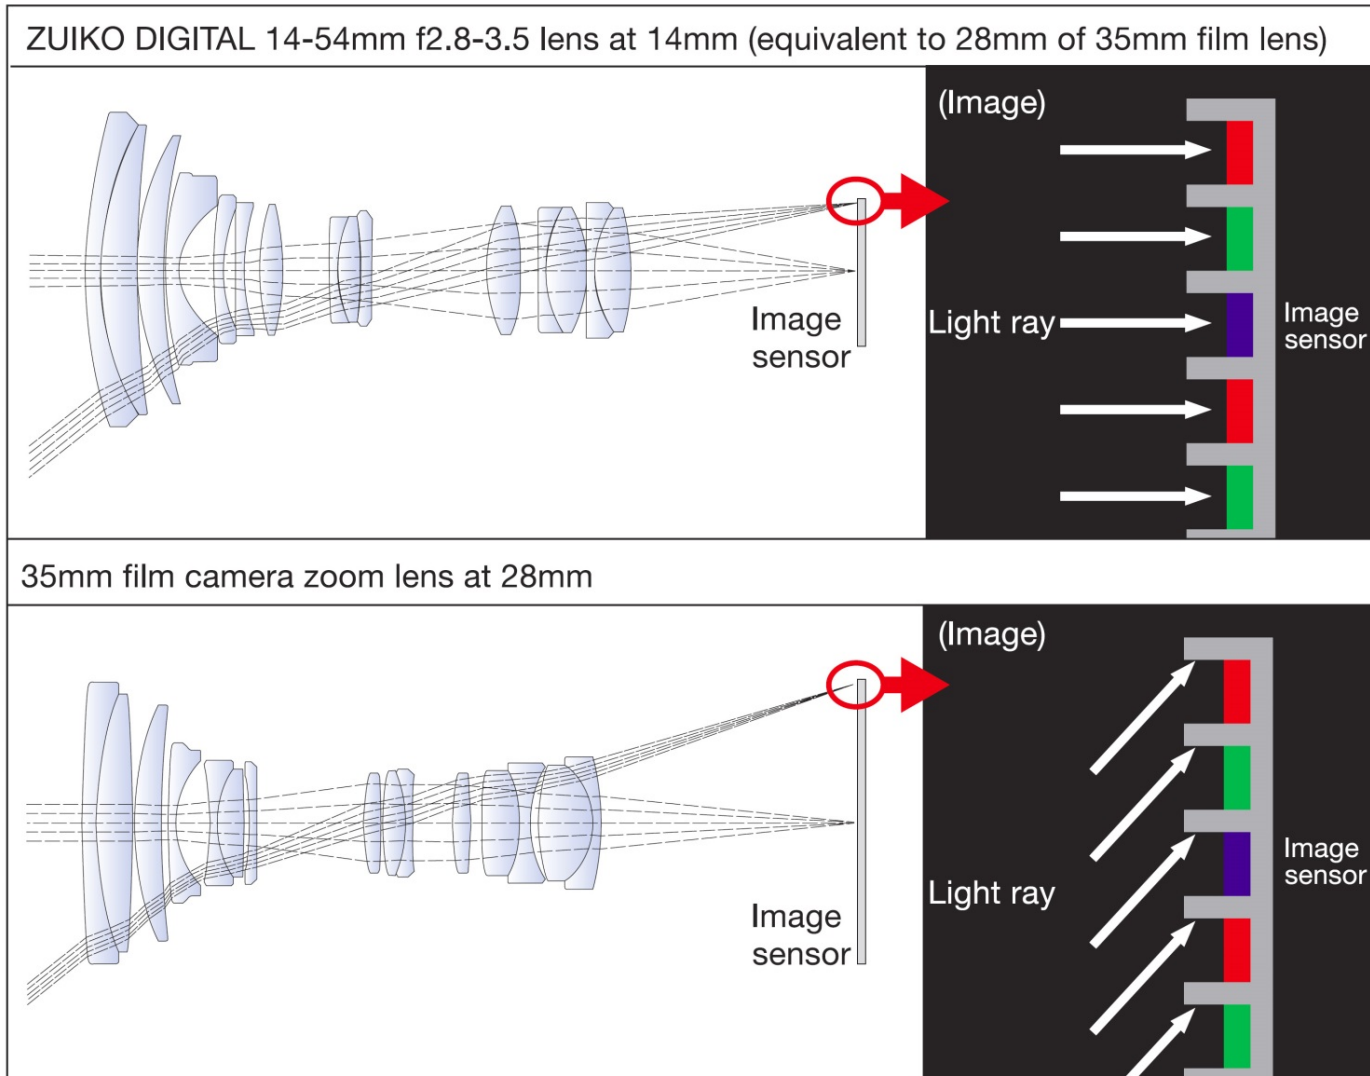 ZUIKO DIGITAL 14-54mm f2.8-3.5 lens at 14mm (equivalent to 28mm of 35mm film lens)
(Image)
Light ray
Image
sensor
Image
sensor
35mm film camera zoom lens at 28mm
(Image)
Light ray
Image
sensor
Image
sensor